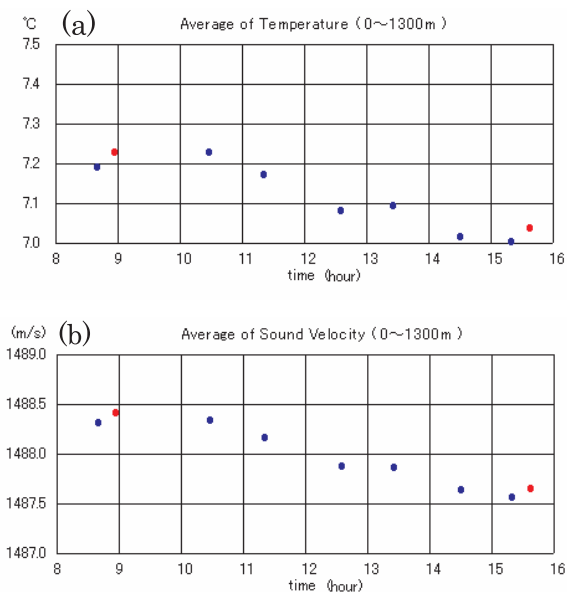 ℃ (a) Average of Temperature (0～1300m)
7.5
7.4
7.3
7.2
7.1
7.0
8 9 10 11 12 13 14 15 16
time (hour)
(m/s) (b) Average of Sound Velocity (0～1300m)
1489.0
1488.5
1488.0
1487.5
1487.0
8 9 10 11 12 13 14 15 16
time (hour)